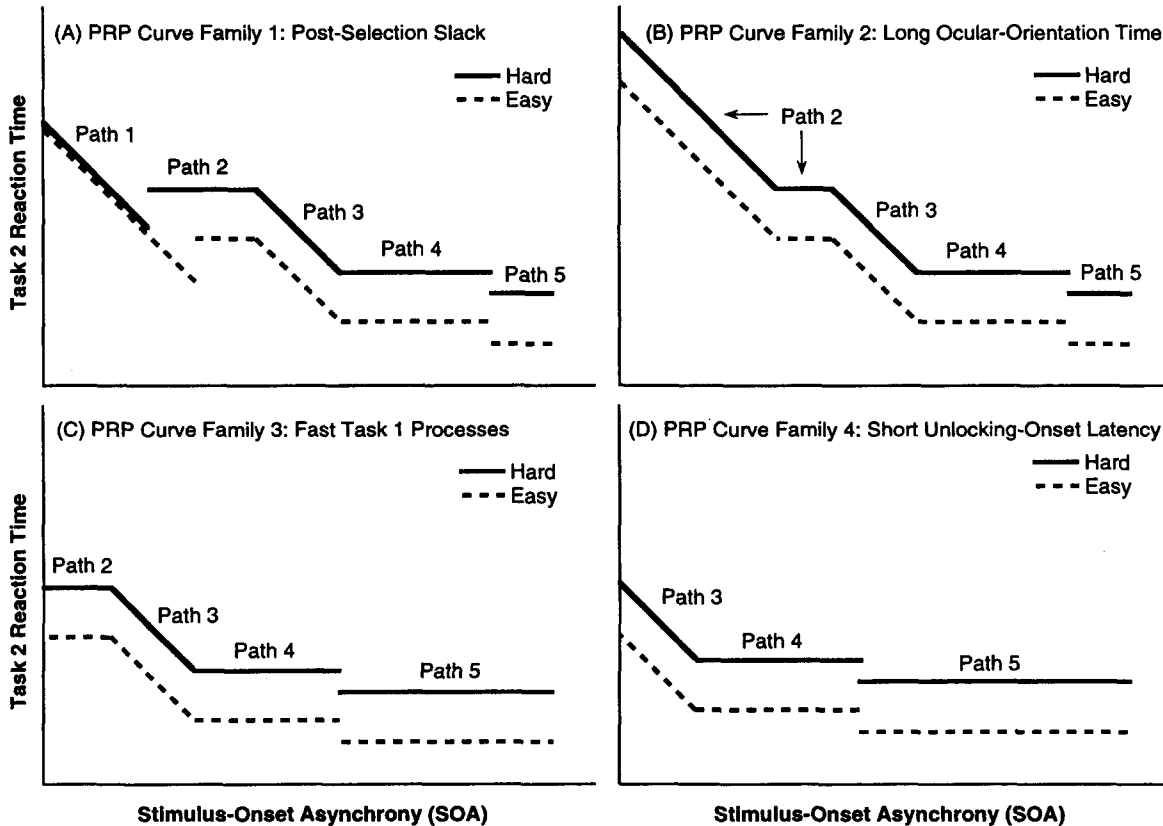 (A) PRP Curve Family 1: Post-Selection Slack
Hard
Easy
Path 1
Path 2
Path 3
Path 4
Path 5
Task 2 Reaction Time
(B) PRP Curve Family 2: Long Ocular-Orientation Time
Hard
Easy
Path 2
Path 3
Path 4
Path 5
(C) PRP Curve Family 3: Fast Task 1 Processes
Hard
Easy
Path 2
Path 3
Path 4
Path 5
Task 2 Reaction Time
Stimulus-Onset Asynchrony (SOA)
(D) PRP Curve Family 4: Short Unlocking-Onset Latency
Hard
Easy
Path 3
Path 4
Path 5
Stimulus-Onset Asynchrony (SOA)